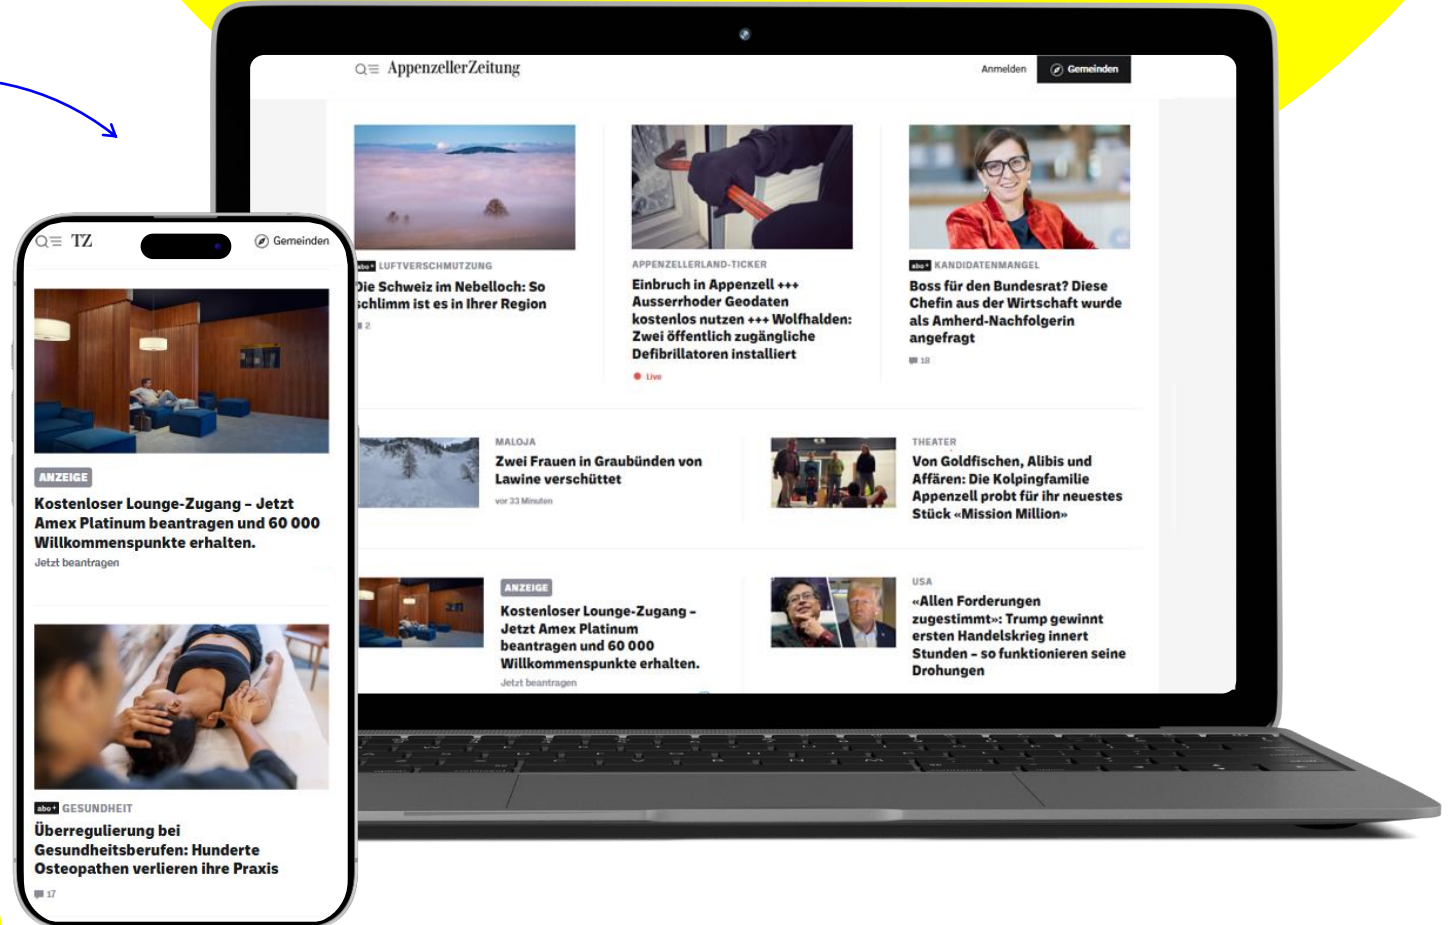 AppenzellerZeitung
Anmelden
Gemeinden
abo+ LUFTVERSCHMUTZUNG
Die Schweiz im Nebelloch: So
schlimm ist es in Ihrer Region
2
APPENZELLERLAND-TICKER
Einbruch in Appenzell +++
Ausserrhoder Geodaten
kostenlos nutzen +++ Wolfhalden:
Zwei öffentlich zugängliche
Defibrillatoren installiert
Live
abo+ KANDIDATENMANGEL
Boss für den Bundesrat? Diese
Chefin aus der Wirtschaft wurde
als Amherd-Nachfolgerin
angefragt
18
MALOJA
Zwei Frauen in Graubünden von
Lawine verschüttet
vor 33 Minuten
THEATER
Von Goldfischen, Alibis und
Affären: Die Kolpingfamilie
Appenzell probt für ihr neuestes
Stück «Mission Million»
ANZEIGE
Kostenloser Lounge-Zugang –
Jetzt Amex Platinum
beantragen und 60 000
Willkommenspunkte erhalten.
Jetzt beantragen
USA
«Allen Forderungen
zugestimmt»: Trump gewinnt
ersten Handelskrieg innert
Stunden – so funktionieren seine
Drohungen
TZ
Gemeinden
ANZEIGE
Kostenloser Lounge-Zugang – Jetzt
Amex Platinum beantragen und 60 000
Willkommenspunkte erhalten.
Jetzt beantragen
abo+ GESUNDHEIT
Überregulierung bei
Gesundheitsberufen: Hunderte
Osteopathen verlieren ihre Praxis
17